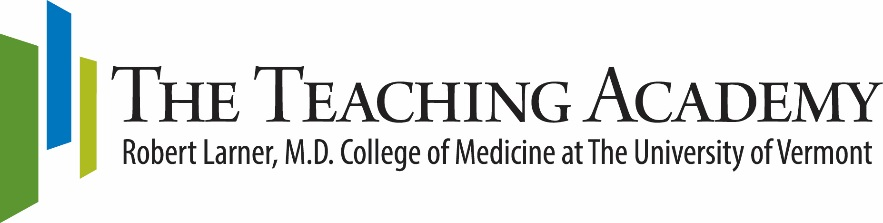 The Teaching Academy
Robert Larner, M.D. College of Medicine at The University of Vermont